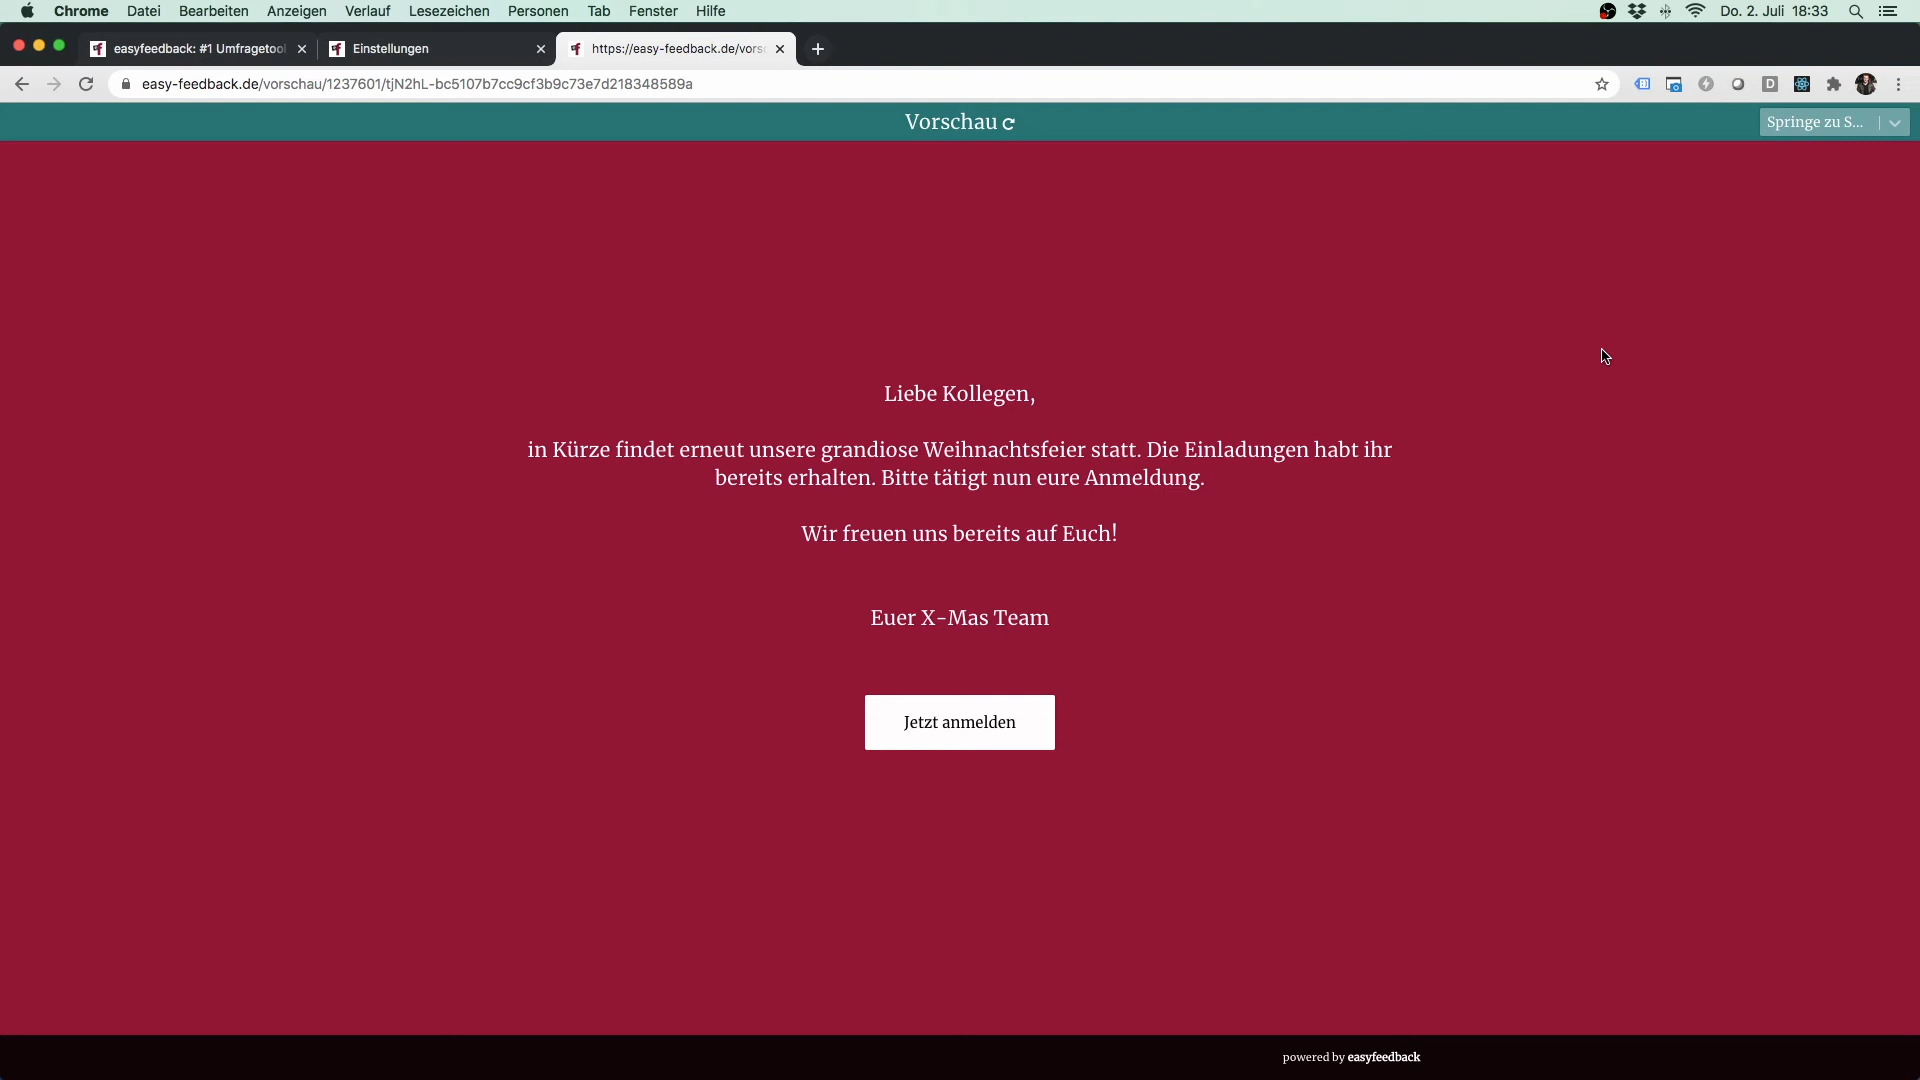 Chrome Datei Bearbeiten Anzeigen Verlauf Lesezeichen Personen Tab Fenster Hilfe Do. 2. Juli 18:33
easyfeedback: #1 Umfragetool Einstellungen https://easy-feedback.de/vors
easy-feedback.de/vorschau/1237601/tjN2hL-bc5107b7cc9cf3b9c73e7d218348589a
Vorschau Springe zu S...
Liebe Kollegen,
in Kürze findet erneut unsere grandiose Weihnachtsfeier statt. Die Einladungen habt ihr
bereits erhalten. Bitte tätigt nun eure Anmeldung.
Wir freuen uns bereits auf Euch!
Euer X-Mas Team
Jetzt anmelden
powered by easyfeedback